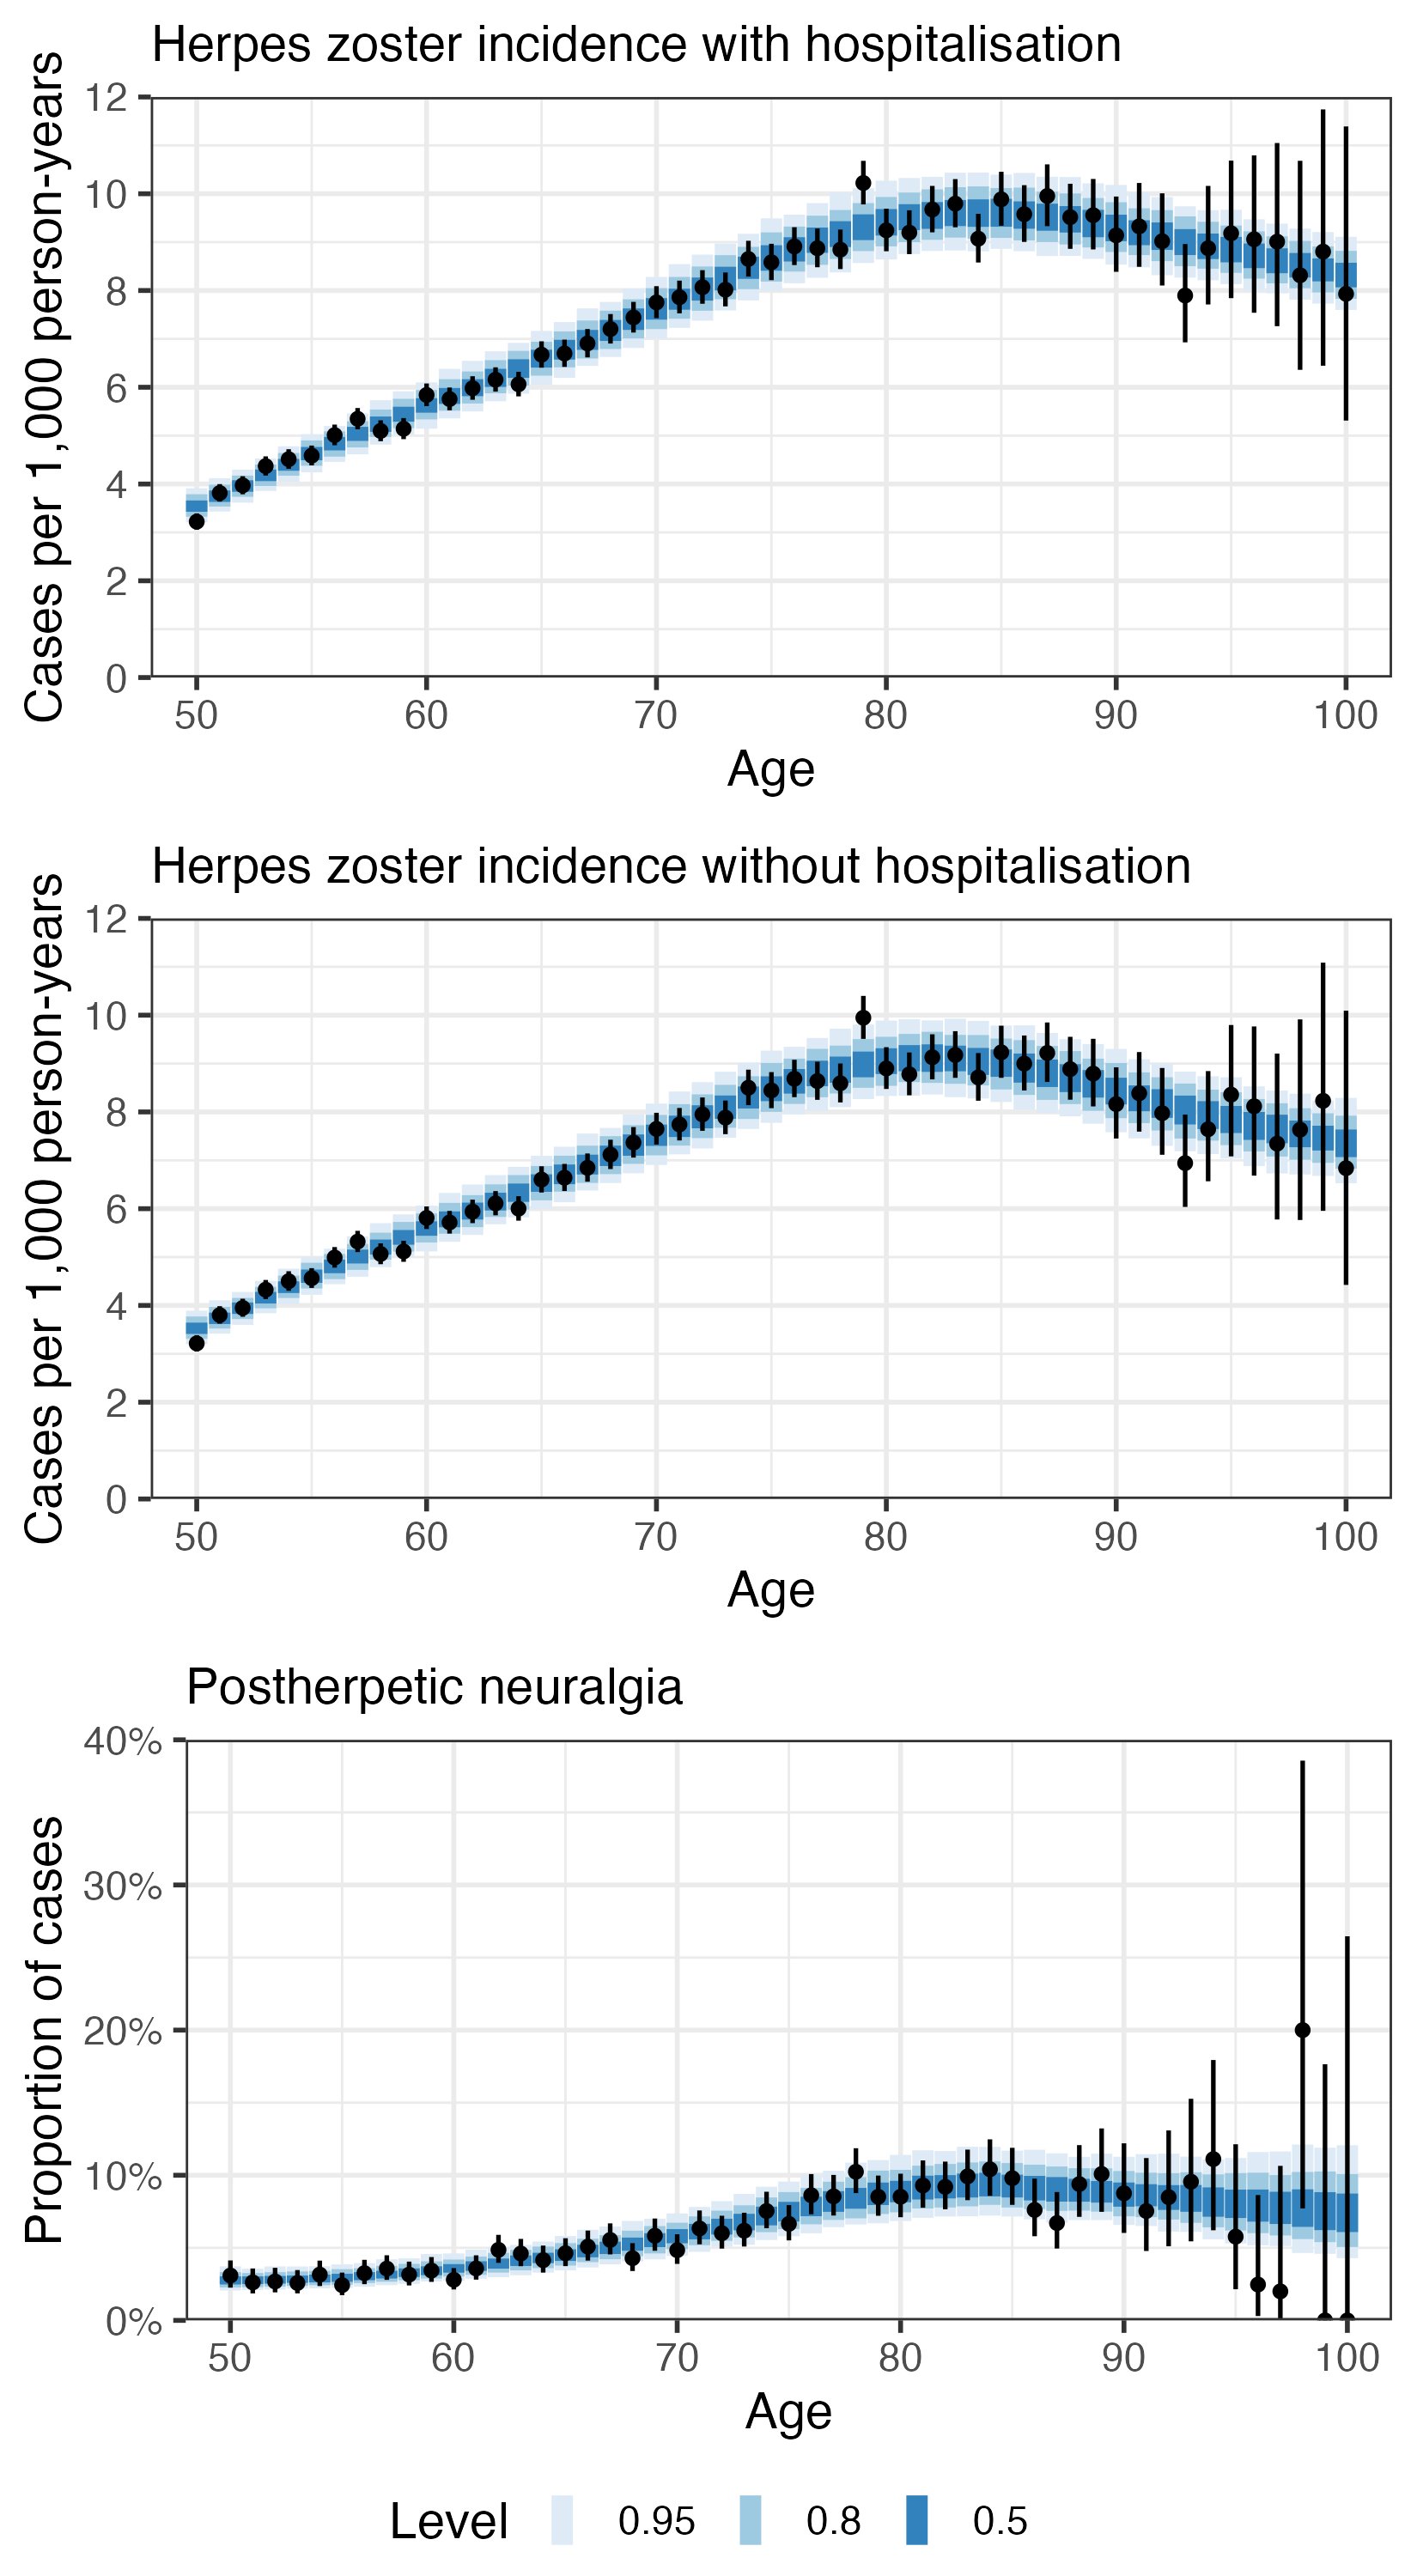 Herpes zoster incidence with hospitalisation
Cases per 1,000 person-years
12
10
8
6
4
2
0
50 60 70 80 90 100
Age
Herpes zoster incidence without hospitalisation
Cases per 1,000 person-years
12
10
8
6
4
2
0
50 60 70 80 90 100
Age
Postherpetic neuralgia
Proportion of cases
40%
30%
20%
10%
0%
50 60 70 80 90 100
Age
Level 0.95 0.8 0.5